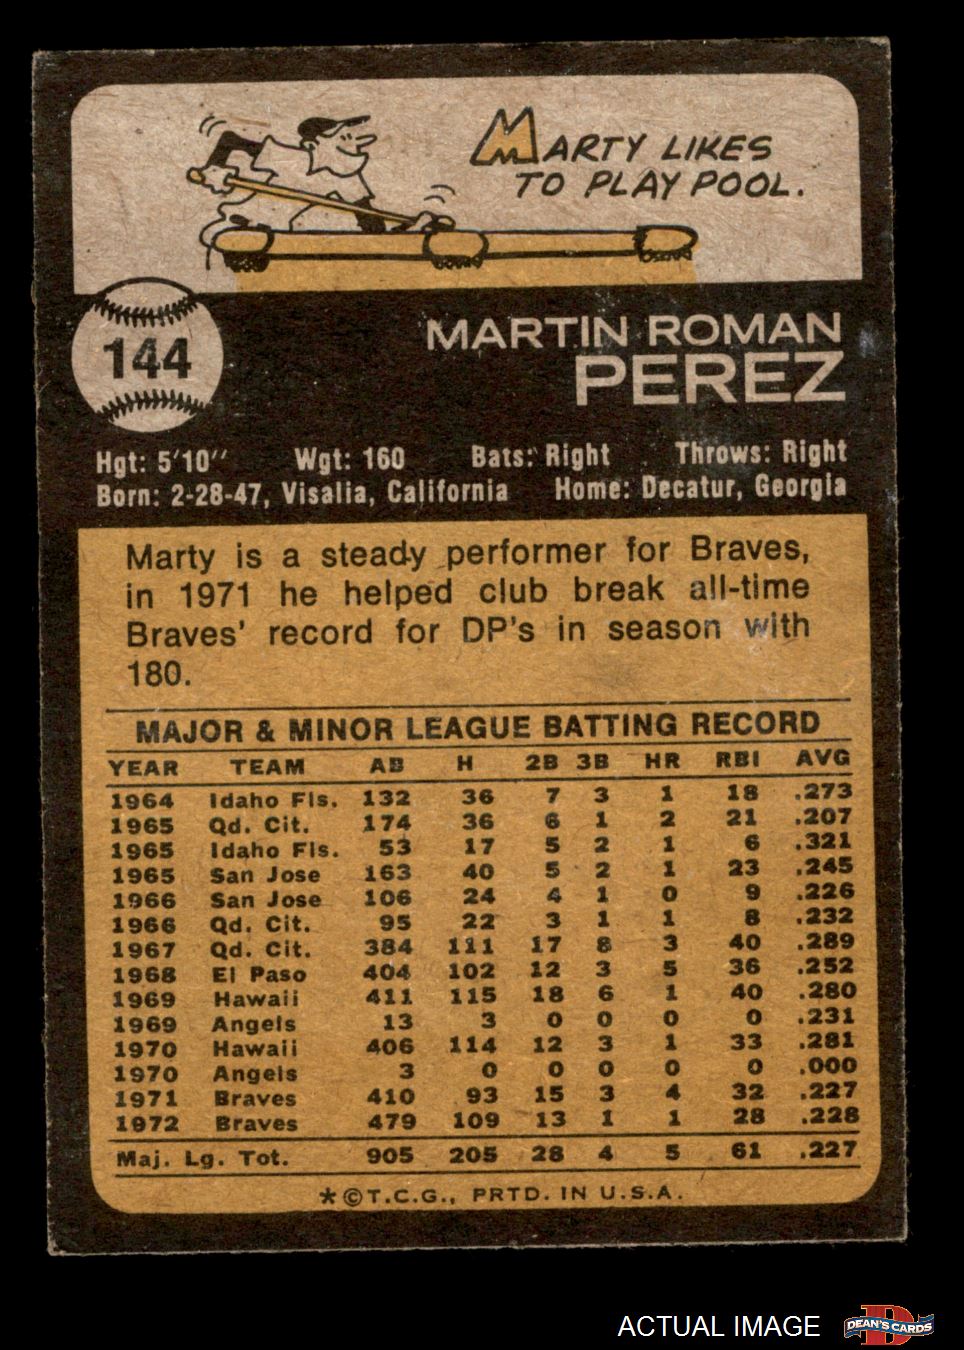 MARTY LIKES
TO PLAY POOL.
144
MARTIN ROMAN
PEREZ
Hgt: 5'10" Wgt: 160 Bats: Right Throws: Right
Born: 2-28-47, Visalia, California Home: Decatur, Georgia
Marty is a steady performer for Braves,
in 1971 he helped club break all-time
Braves' record for DP's in season with
180.
MAJOR & MINOR LEAGUE BATTING RECORD
YEAR TEAM AB H 2B 3B HR RBI AVG
1964 Idaho Fls. 132 36 7 3 1 18 .273
1965 Qd. Cit. 174 36 6 1 2 21 .207
1965 Idaho Fls. 53 17 5 2 1 6 .321
1965 San Jose 163 40 5 2 1 23 .245
1966 San Jose 106 24 4 1 0 9 .226
1966 Qd. Cit. 95 22 3 1 1 8 .232
1967 Qd. Cit. 384 111 17 8 3 40 .289
1968 El Paso 404 102 12 3 5 36 .252
1969 Hawaii 411 115 18 6 1 40 .280
1969 Angels 13 3 0 0 0 0 .231
1970 Hawaii 406 114 12 3 1 33 .281
1970 Angels 3 0 0 0 0 0 .000
1971 Braves 410 93 15 3 4 32 .227
1972 Braves 479 109 13 1 1 28 .228
Maj. Lg. Tot. 905 205 28 4 5 61 .227
*©T.C.G., PRTD. IN U.S.A.
ACTUAL IMAGE
D
DEAN'S CARDS